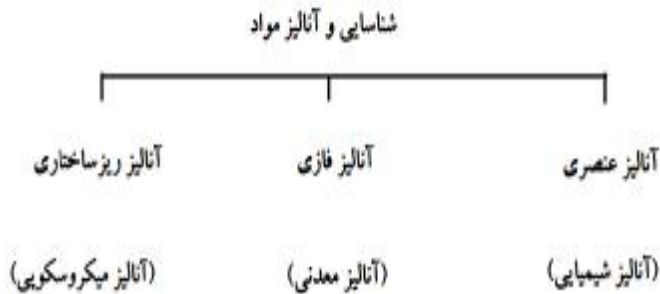 شناسایی و آنالیز مواد
آنالیز عنصری
آنالیز فازی
آنالیز ریزساختاری
(آنالیز شیمیایی)
(آنالیز معدنی)
(آنالیز میکروسکوپی)